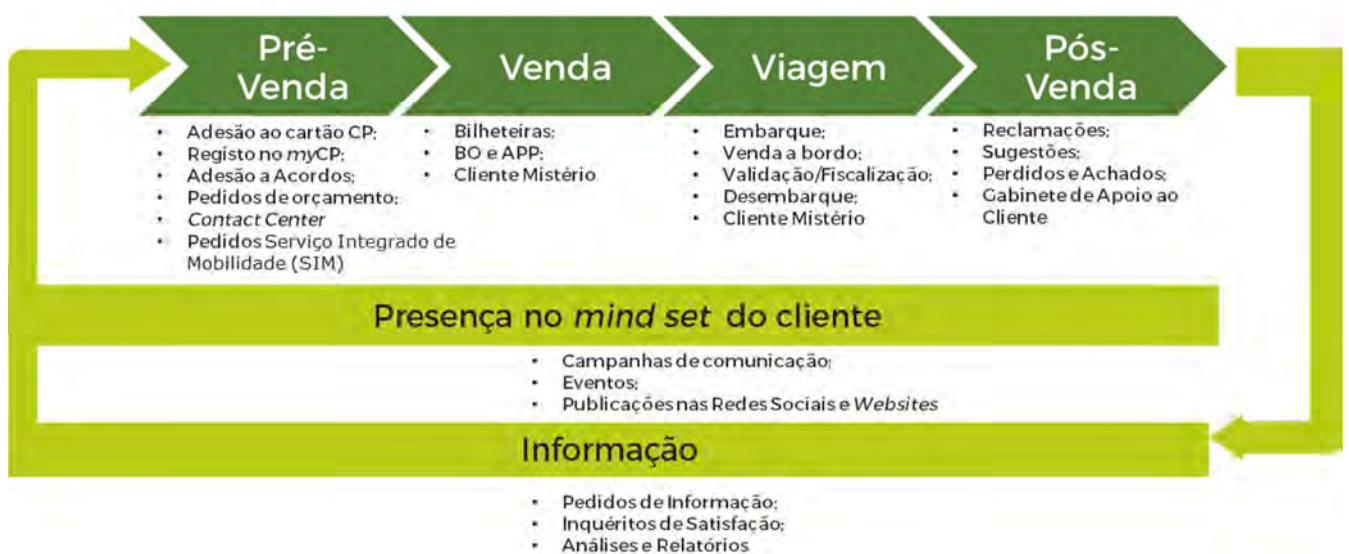 Pré-
Venda
Venda
Viagem
Pós-
Venda
• Adesão ao cartão CP;
• Registo no myCP;
• Adesão a Acordos;
• Pedidos de orçamento;
• Contact Center
• Pedidos Serviço Integrado de
Mobilidade (SIM)
• Bilheteiras;
• BO e APP;
• Cliente Mistério
• Embarque;
• Venda a bordo;
• Validação/Fiscalização;
• Desembarque;
• Cliente Mistério
• Reclamações;
• Sugestões;
• Perdidos e Achados;
• Gabinete de Apoio ao
Cliente
Presença no mind set do cliente
• Campanhas de comunicação;
• Eventos;
• Publicações nas Redes Sociais e Websites
Informação
• Pedidos de Informação;
• Inquéritos de Satisfação;
• Análises e Relatórios